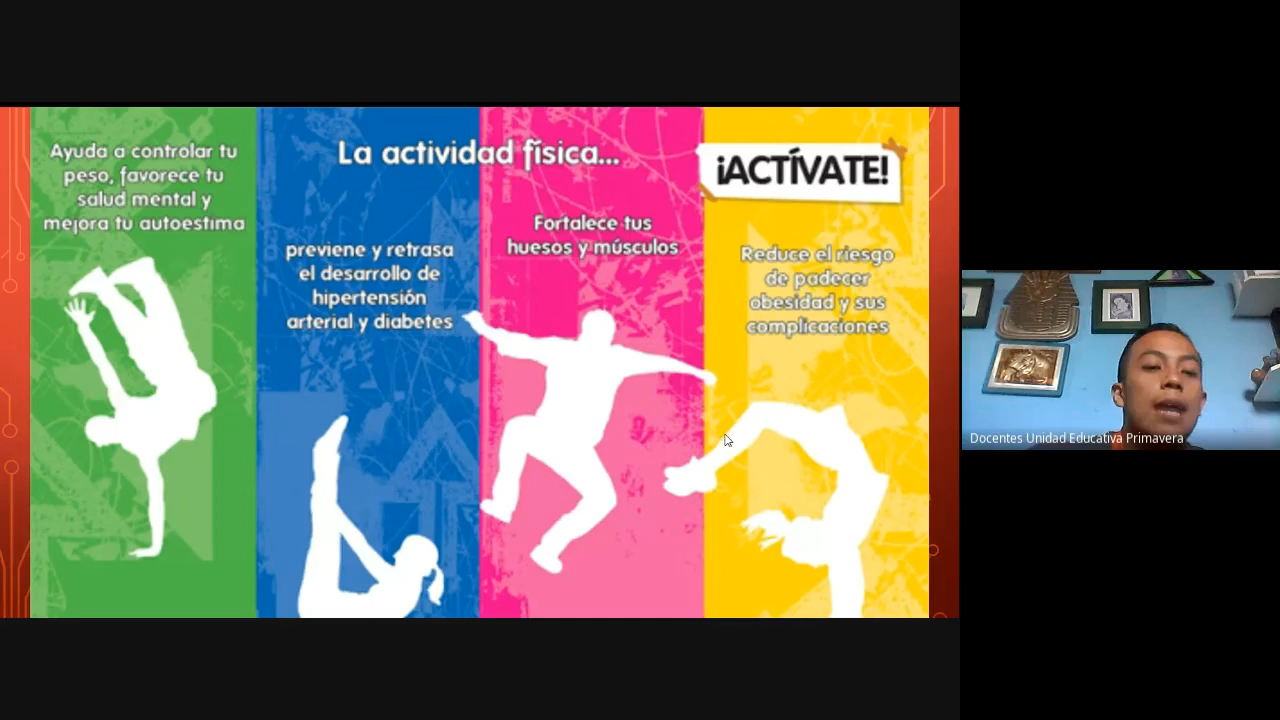 La actividad física...
¡ACTÍVATE!
Ayuda a controlar tu
peso, favorece tu
salud mental y
mejora tu autoestima
previene y retrasa
el desarrollo de
hipertensión
arterial y diabetes
Fortalece tus
huesos y músculos
Reduce el riesgo
de padecer
obesidad y sus
complicaciones
Docentes Unidad Educativa Primavera